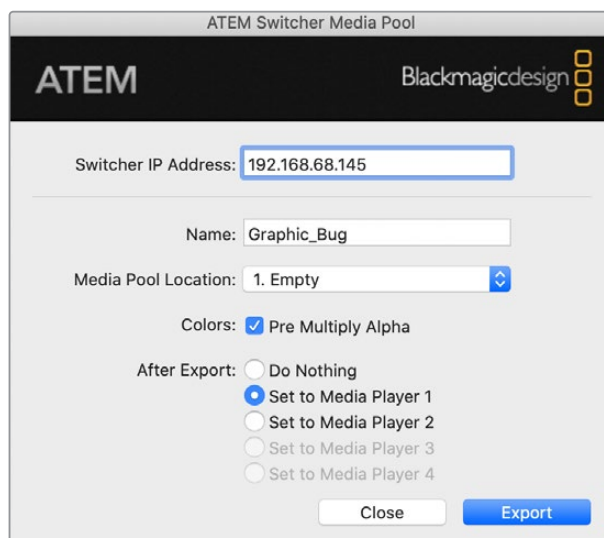 ATEM Switcher Media Pool
ATEM Blackmagicdesign
Switcher IP Address: 192.168.68.145
Name: Graphic_Bug
Media Pool Location: 1. Empty
Colors: Pre Multiply Alpha
After Export: Do Nothing
Set to Media Player 1
Set to Media Player 2
Set to Media Player 3
Set to Media Player 4
Close Export